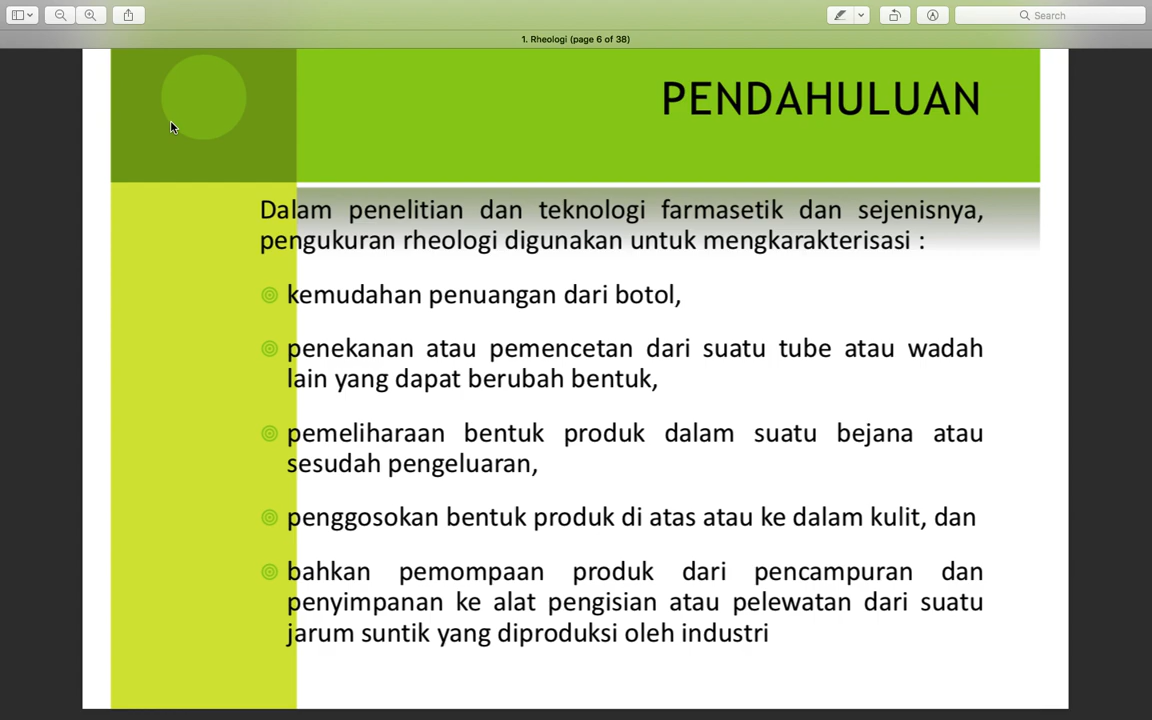 Search
1. Rheologi (page 6 of 38)
PENDAHULUAN
Dalam penelitian dan teknologi farmasetik dan sejenisnya,
pengukuran rheologi digunakan untuk mengkarakterisasi :
kemudahan penuangan dari botol,
penekanan atau pemencetan dari suatu tube atau wadah
lain yang dapat berubah bentuk,
pemeliharaan bentuk produk dalam suatu bejana atau
sesudah pengeluaran,
penggosokan bentuk produk di atas atau ke dalam kulit, dan
bahkan pemompaan produk dari pencampuran dan
penyimpanan ke alat pengisian atau pelewatan dari suatu
jarum suntik yang diproduksi oleh industri